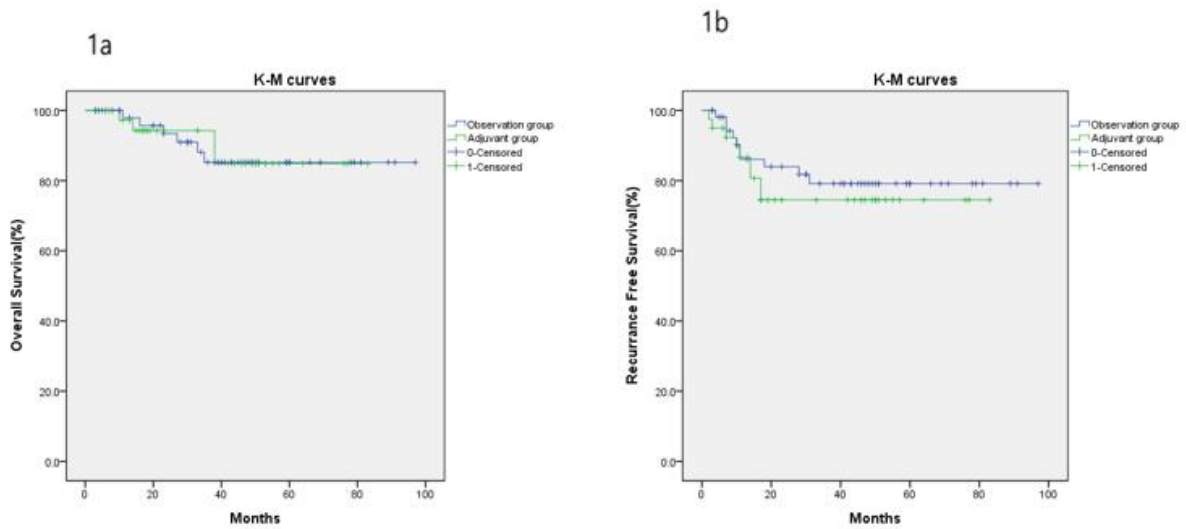 1a
K-M curves
Overall Survival(%)
100.0
80.0
60.0
40.0
20.0
0.0
0 20 40 60 80 100
Months
Observation group
Adjuvant group
0-Censored
1-Censored
1b
K-M curves
Recurrance Free Survival(%)
100.0
80.0
60.0
40.0
20.0
0.0
0 20 40 60 80 100
Months
Observation group
Adjuvant group
0-Censored
1-Censored